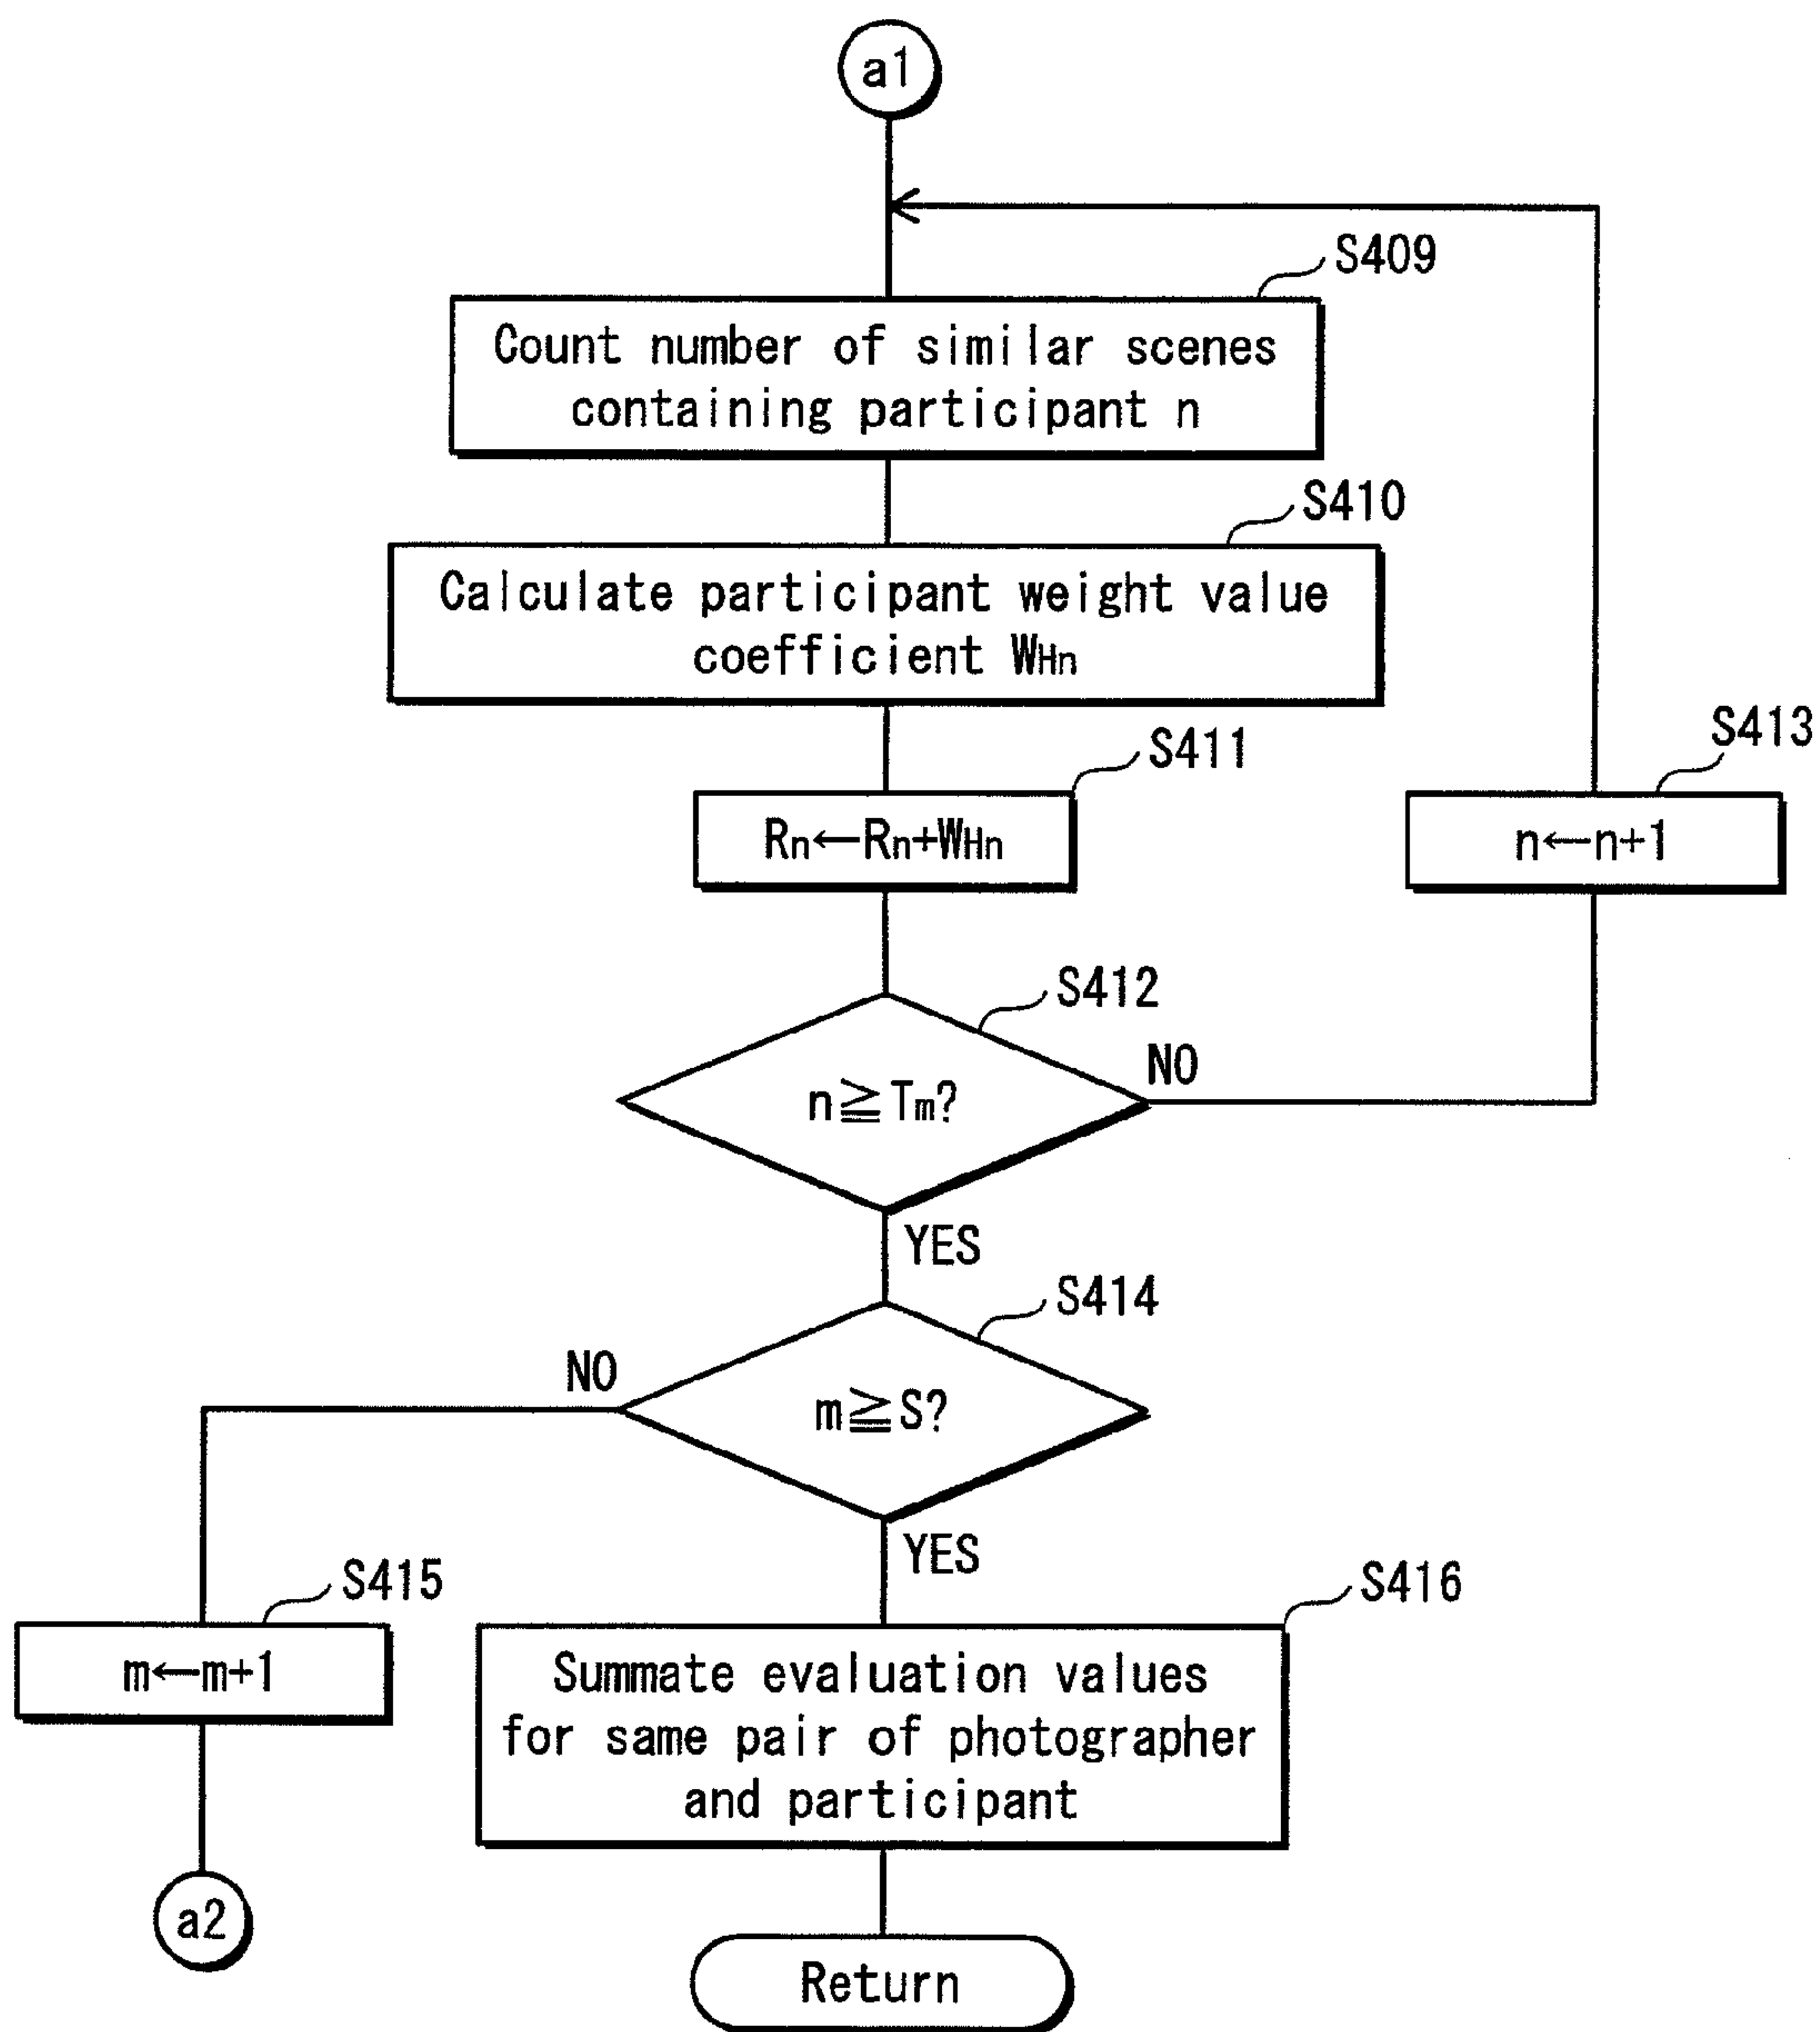 a1
S409
Count number of similar scenes
containing participant n
S410
Calculate participant weight value
coefficient WHn
S411
Rn←Rn+WHn
S413
n←n+1
S412
n≧Tm?
NO
YES
S414
m≧S?
NO
YES
S415
m←m+1
S416
Summate evaluation values
for same pair of photographer
and participant
a2
Return